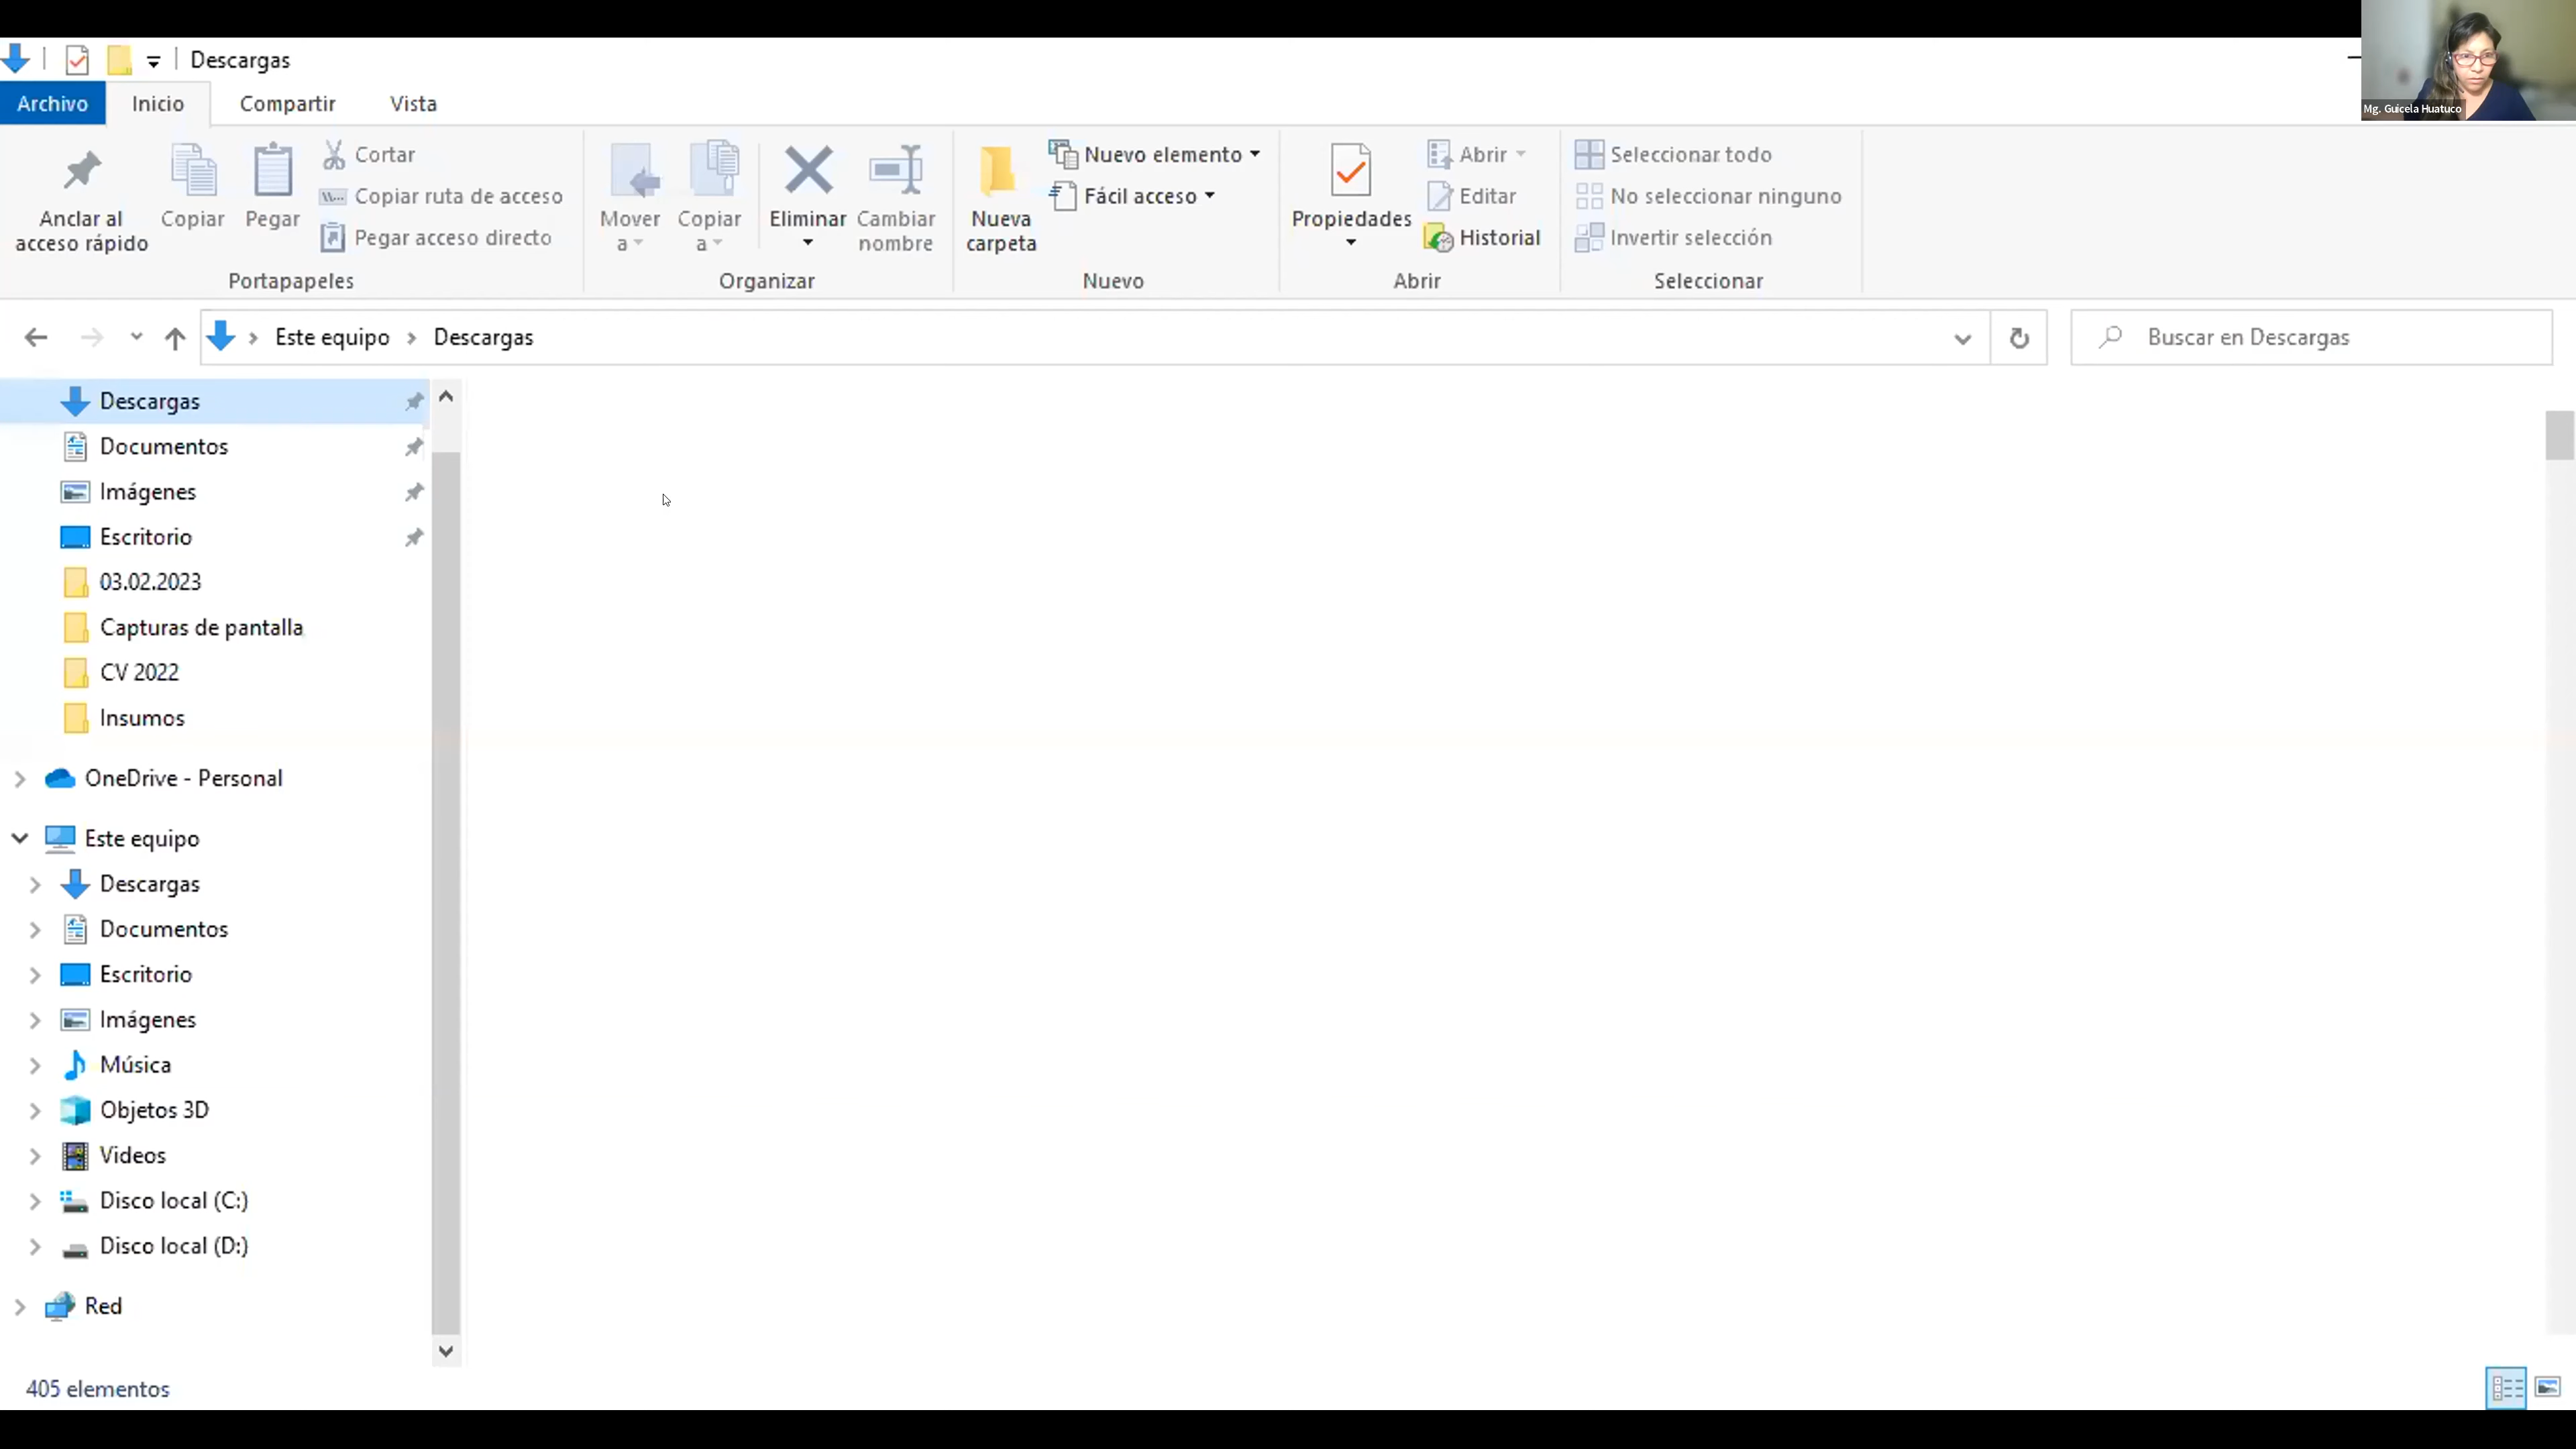 Descargas
Mg. Guicela Huatuco
Archivo Inicio Compartir Vista
Anclar al acceso rápido
Copiar
Pegar
Cortar
Copiar ruta de acceso
Pegar acceso directo
Portapapeles
Mover a
Copiar a
Eliminar
Cambiar nombre
Organizar
Nueva carpeta
Nuevo elemento
Fácil acceso
Nuevo
Propiedades
Abrir
Editar
Historial
Abrir
Seleccionar todo
No seleccionar ninguno
Invertir selección
Seleccionar
Este equipo > Descargas
Buscar en Descargas
Descargas
Documentos
Imágenes
Escritorio
03.02.2023
Capturas de pantalla
CV 2022
Insumos
OneDrive - Personal
Este equipo
Descargas
Documentos
Escritorio
Imágenes
Música
Objetos 3D
Videos
Disco local (C:)
Disco local (D:)
Red
405 elementos